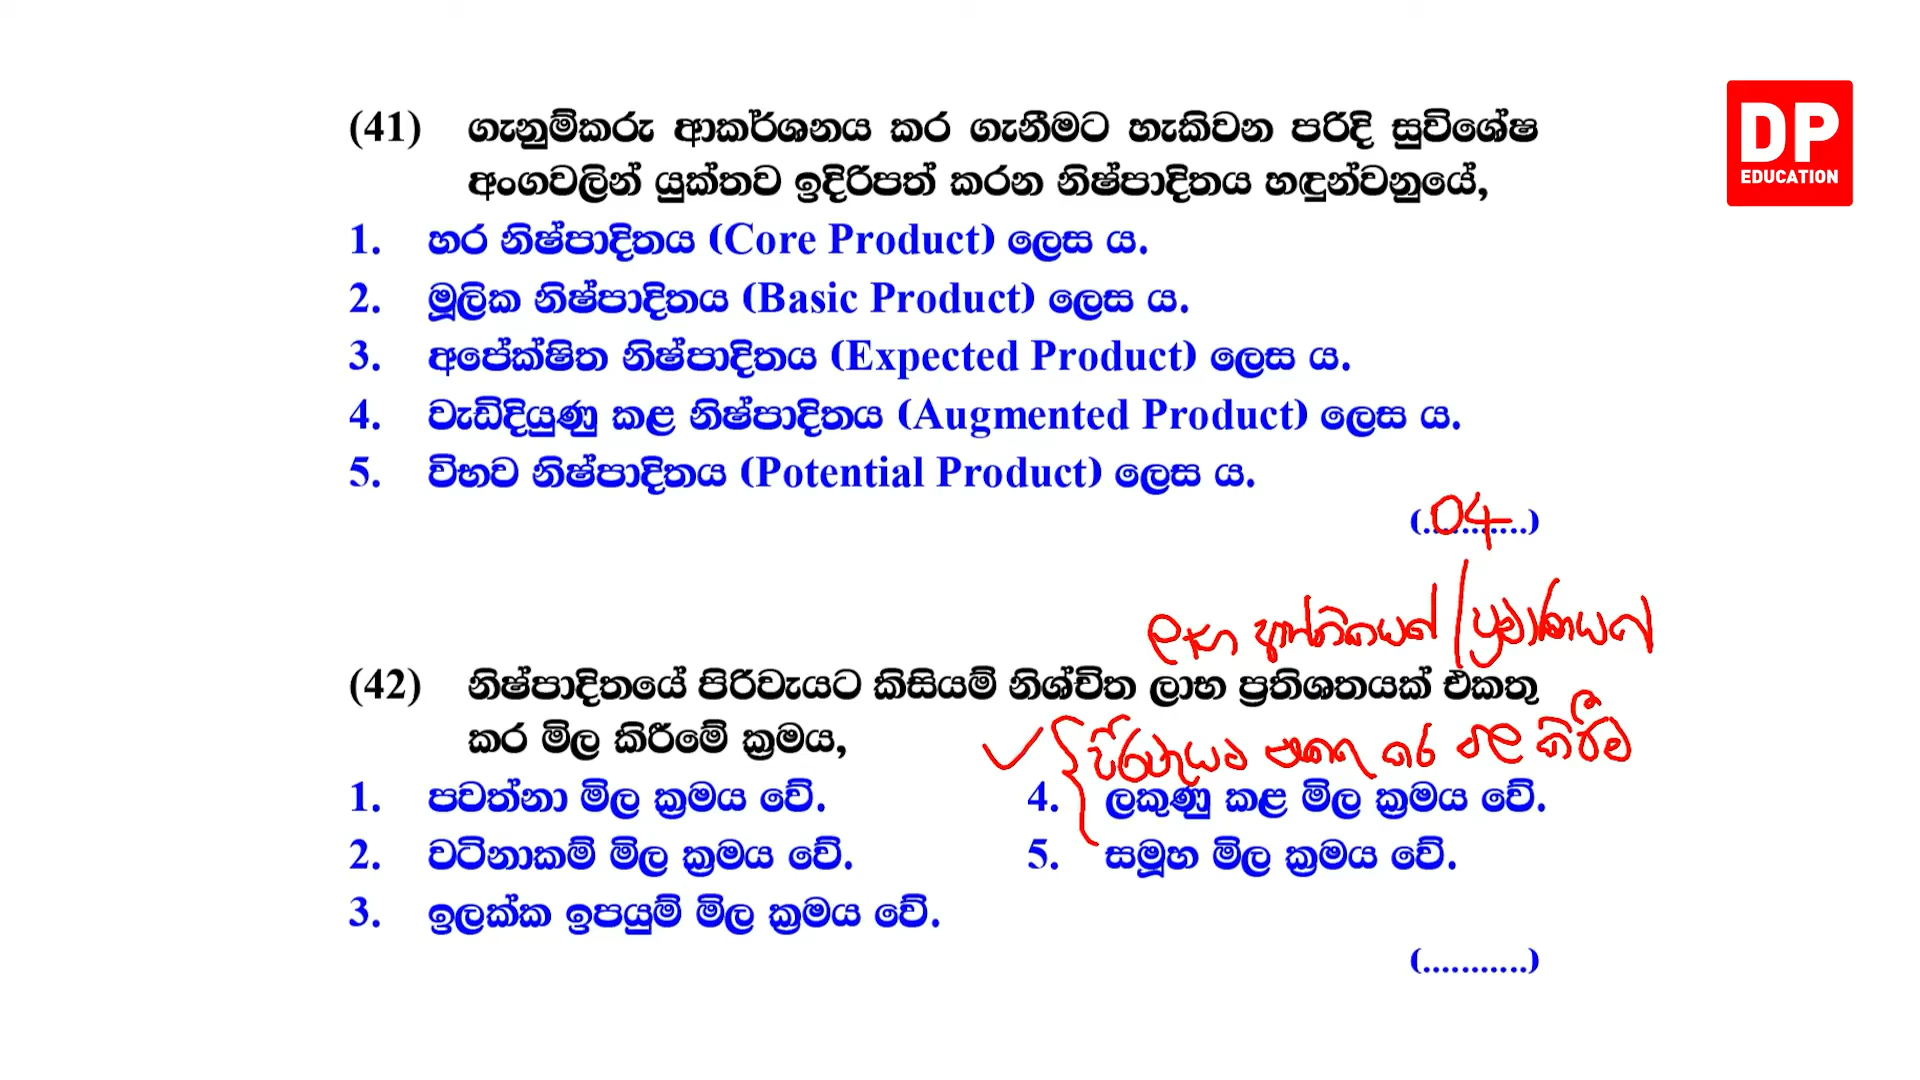 DP
EDUCATION
(41) ගැනුම්කරු ආකර්ශනය කර ගැනීමට හැකිවන පරිදි සුවිශේෂ
අංගවලින් යුක්තව ඉදිරිපත් කරන නිෂ්පාදිතය හඳුන්වනුයේ,
1. හර නිෂ්පාදිතය (Core Product) ලෙස ය.
2. මූලික නිෂ්පාදිතය (Basic Product) ලෙස ය.
3. අපේක්ෂිත නිෂ්පාදිතය (Expected Product) ලෙස ය.
4. වැඩිදියුණු කළ නිෂ්පාදිතය (Augmented Product) ලෙස ය.
5. විභව නිෂ්පාදිතය (Potential Product) ලෙස ය.
(...04...)
(42) නිෂ්පාදිතයේ පිරිවැයට කිසියම් නිශ්චිත ලාභ ප්‍රතිශතයක් එකතු
කර මිල කිරීමේ ක්‍රමය,
පිරිවැයට එකතු කර මිල කිරීම
1. පවත්නා මිල ක්‍රමය වේ.
2. වටිනාකම් මිල ක්‍රමය වේ.
3. ඉලක්ක ඉපයුම් මිල ක්‍රමය වේ.
4. ලකුණු කළ මිල ක්‍රමය වේ.
5. සමූහ මිල ක්‍රමය වේ.
(...........)